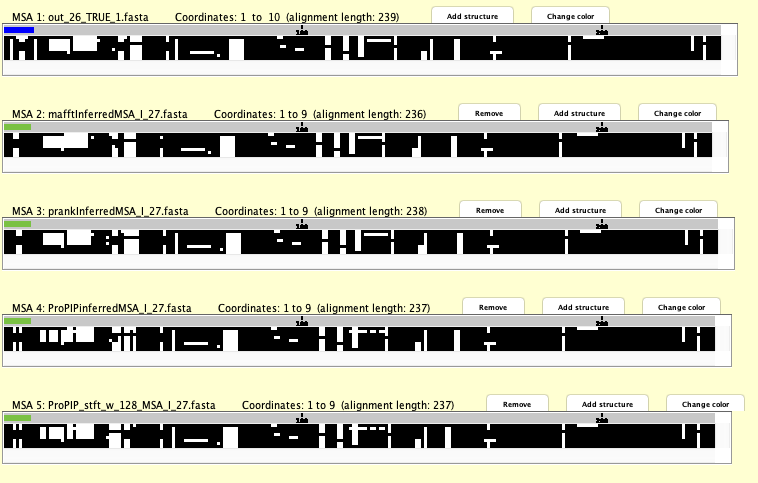 MSA 1: out_26_TRUE_1.fasta Coordinates: 1 to 10 (alignment length: 239) Add structure Change color
100 200
MSA 2: mafftInferredMSA_I_27.fasta Coordinates: 1 to 9 (alignment length: 236) Remove Add structure Change color
100 200
MSA 3: prankInferredMSA_I_27.fasta Coordinates: 1 to 9 (alignment length: 238) Remove Add structure Change color
100 200
MSA 4: ProPIPinferredMSA_I_27.fasta Coordinates: 1 to 9 (alignment length: 237) Remove Add structure Change color
100 200
MSA 5: ProPIP_stft_w_128_MSA_I_27.fasta Coordinates: 1 to 9 (alignment length: 237) Remove Add structure Change color
100 200